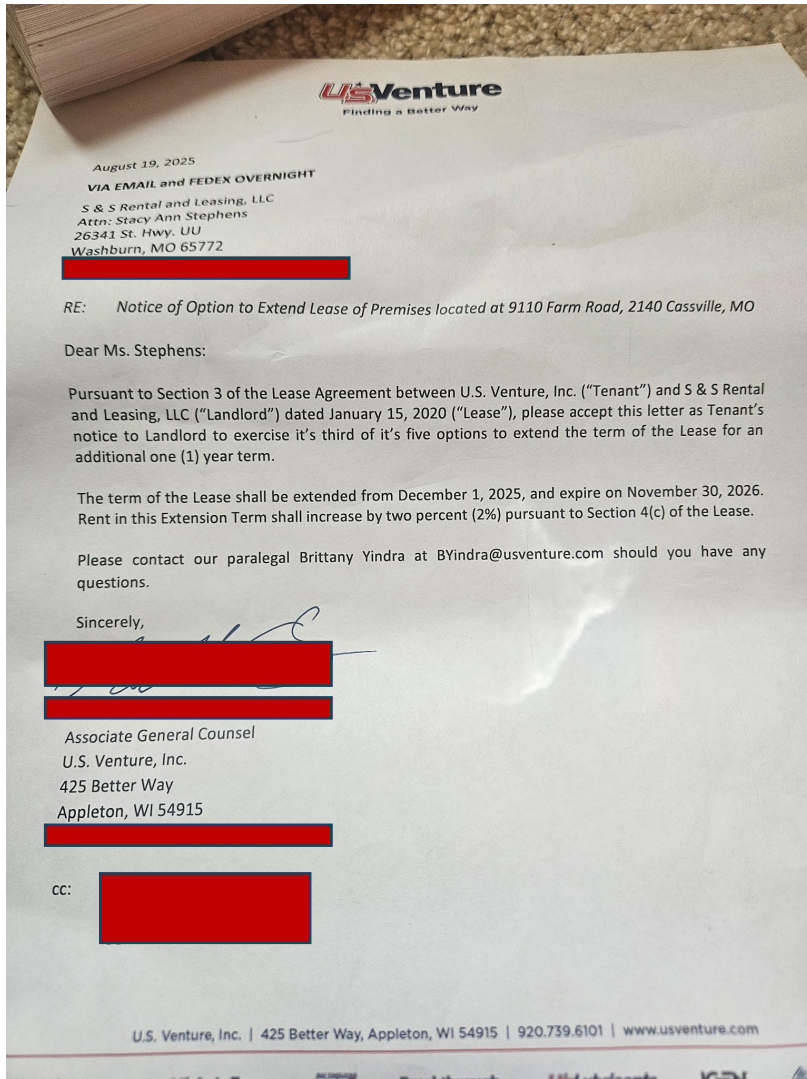 U.S. Venture
Finding a Better Way
August 19, 2025
VIA EMAIL and FEDEX OVERNIGHT
S & S Rental and Leasing, LLC
Attn: Stacy Ann Stephens
26341 St. Hwy. UU
Washburn, MO 65772
RE: Notice of Option to Extend Lease of Premises located at 9110 Farm Road, 2140 Cassville, MO
Dear Ms. Stephens:
Pursuant to Section 3 of the Lease Agreement between U.S. Venture, Inc. (“Tenant”) and S & S Rental
and Leasing, LLC (“Landlord”) dated January 15, 2020 (“Lease”), please accept this letter as Tenant’s
notice to Landlord to exercise it’s third of it’s five options to extend the term of the Lease for an
additional one (1) year term.
The term of the Lease shall be extended from December 1, 2025, and expire on November 30, 2026.
Rent in this Extension Term shall increase by two percent (2%) pursuant to Section 4(c) of the Lease.
Please contact our paralegal Brittany Yindra at BYindra@usventure.com should you have any
questions.
Sincerely,
Associate General Counsel
U.S. Venture, Inc.
425 Better Way
Appleton, WI 54915
cc:
U.S. Venture, Inc. | 425 Better Way, Appleton, WI 54915 | 920.739.6101 | www.usventure.com